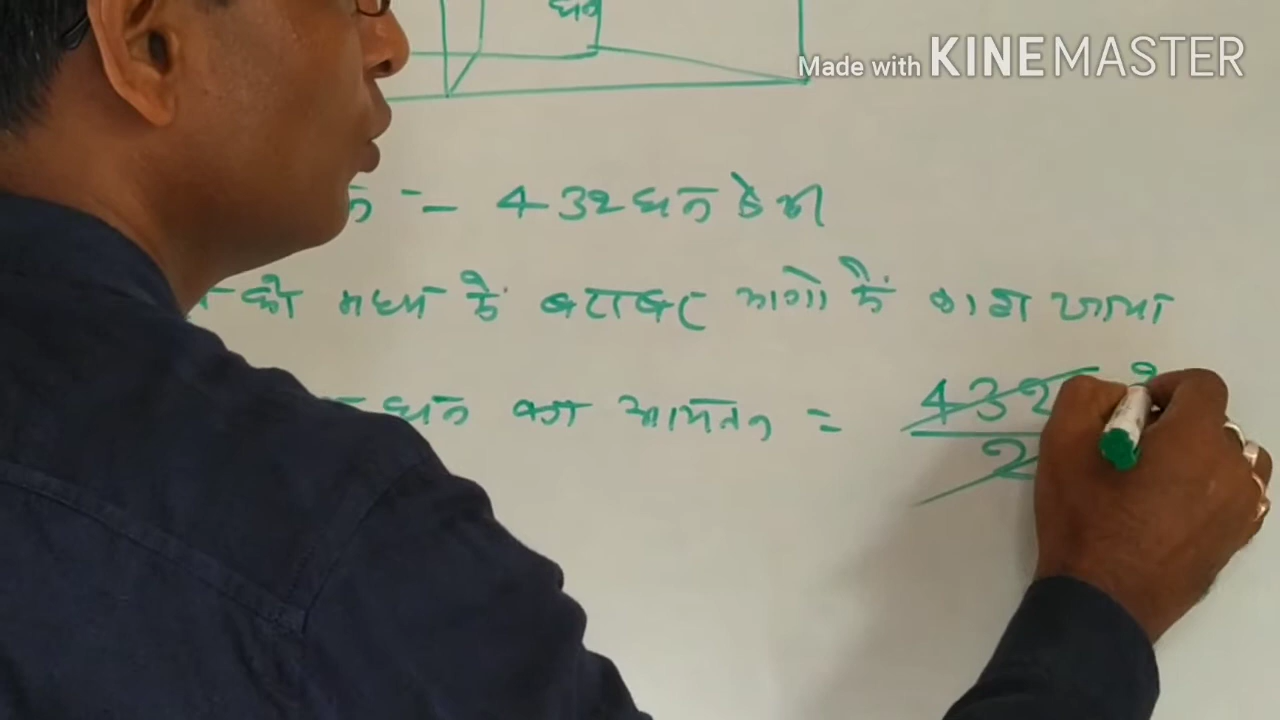 घन
Made with KINEMASTER
न :- 432 घन सेमी
को मध्य से बराबर भागों में काटा जाता
घन का आयतन = 432 / 2